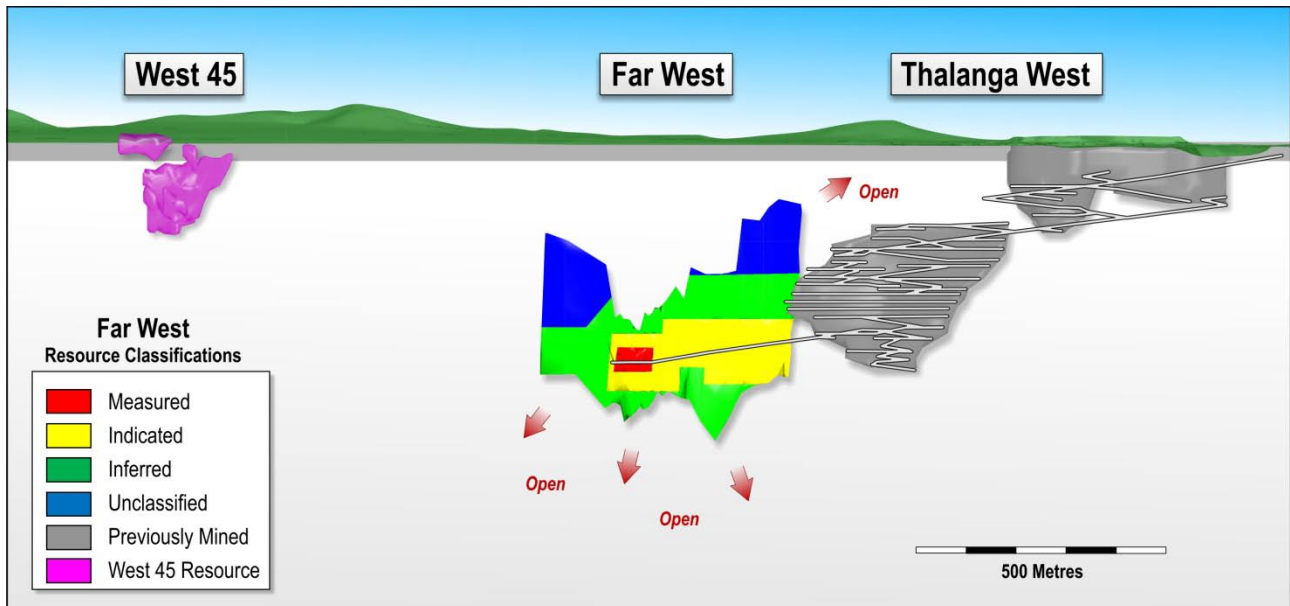 West 45
Far West
Thalanga West
Open
Far West
Resource Classifications
Measured
Indicated
Inferred
Unclassified
Previously Mined
West 45 Resource
Open
Open
500 Metres